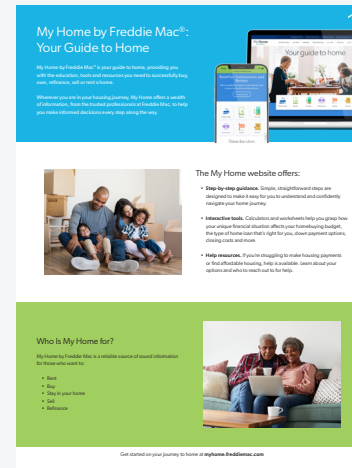 My Home by Freddie Mac®:
Your Guide to Home
My Home by Freddie Mac® is your guide to home, providing you
with the education, tools and resources you need to successfully buy,
own, refinance, sell or rent a home.
Wherever you are in your housing journey, My Home offers a wealth
of information, from the trusted professionals at Freddie Mac, to help
you make informed decisions every step along the way.
Your guide to home
The My Home website offers:
• Step-by-step guidance. Simple, straightforward steps are
designed to make it easy for you to understand and confidently
navigate your home journey.
• Interactive tools. Calculators and worksheets help you grasp how
your unique financial situation affects your homebuying budget,
the type of home loan that's right for you, down payment options,
closing costs and more.
• Help resources. If you're struggling to make housing payments
or find affordable housing, help is available. Learn about your
options and who to reach out to for help.
Who Is My Home for?
My Home by Freddie Mac is a reliable source of sound information
for those who want to:
• Rent
• Buy
• Stay in your home
• Sell
• Refinance
Get started on your journey to home at myhome.freddiemac.com